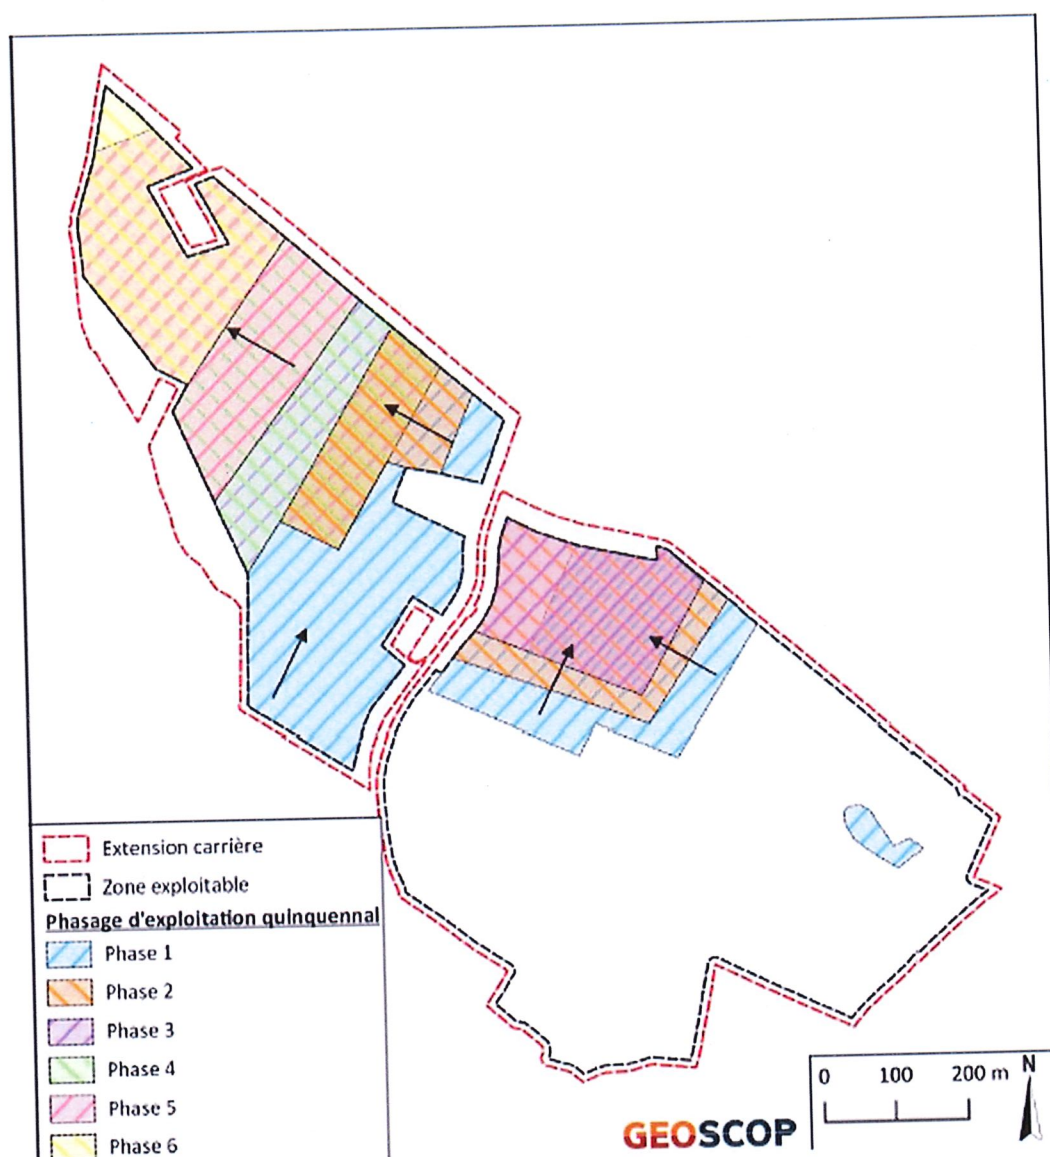 Extension carrière
Zone exploitable
Phasage d'exploitation quinquennal
Phase 1
Phase 2
Phase 3
Phase 4
Phase 5
Phase 6
0 100 200 m N
GEOSCOP